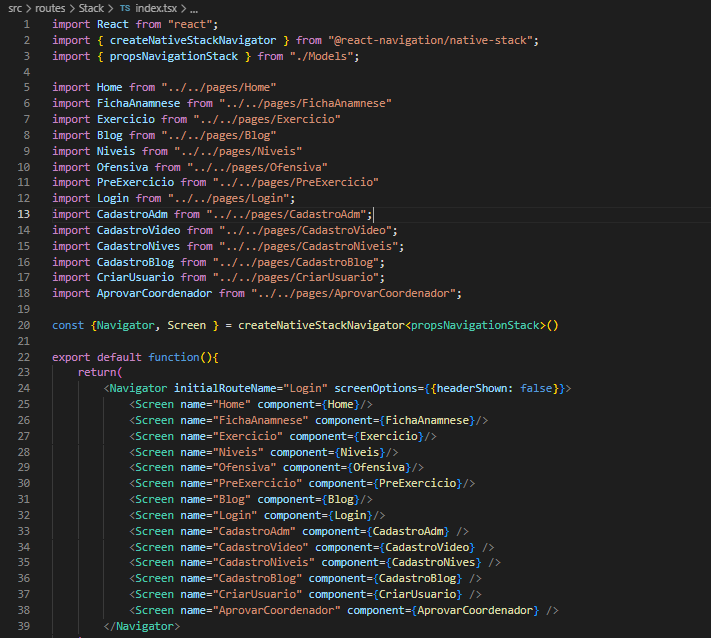 src > routes > Stack > TS index.tsx > ...
1 import React from "react";
2 import { createNativeStackNavigator } from "@react-navigation/native-stack";
3 import { propsNavigationStack } from "./Models";
4
5 import Home from "../../pages/Home"
6 import FichaAnamnese from "../../pages/FichaAnamnese"
7 import Exercicio from "../../pages/Exercicio"
8 import Blog from "../../pages/Blog"
9 import Niveis from "../../pages/Niveis"
10 import Ofensiva from "../../pages/Ofensiva"
11 import PreExercicio from "../../pages/PreExercicio"
12 import Login from "../../pages/Login";
13 import CadastroAdm from "../../pages/CadastroAdm";
14 import CadastroVideo from "../../pages/CadastroVideo";
15 import CadastroNives from "../../pages/CadastroNiveis";
16 import CadastroBlog from "../../pages/CadastroBlog";
17 import CriarUsuario from "../../pages/CriarUsuario";
18 import AprovarCoordenador from "../../pages/AprovarCoordenador";
19
20 const {Navigator, Screen } = createNativeStackNavigator<propsNavigationStack>()
21
22 export default function(){
23 return(
24 <Navigator initialRouteName="Login" screenOptions={{headerShown: false}}>
25 <Screen name="Home" component={Home}/>
26 <Screen name="FichaAnamnese" component={FichaAnamnese}/>
27 <Screen name="Exercicio" component={Exercicio}/>
28 <Screen name="Niveis" component={Niveis}/>
29 <Screen name="Ofensiva" component={Ofensiva}/>
30 <Screen name="PreExercicio" component={PreExercicio}/>
31 <Screen name="Blog" component={Blog}/>
32 <Screen name="Login" component={Login}/>
33 <Screen name="CadastroAdm" component={CadastroAdm} />
34 <Screen name="CadastroVideo" component={CadastroVideo} />
35 <Screen name="CadastroNiveis" component={CadastroNives} />
36 <Screen name="CadastroBlog" component={CadastroBlog} />
37 <Screen name="CriarUsuario" component={CriarUsuario} />
38 <Screen name="AprovarCoordenador" component={AprovarCoordenador} />
39 </Navigator>